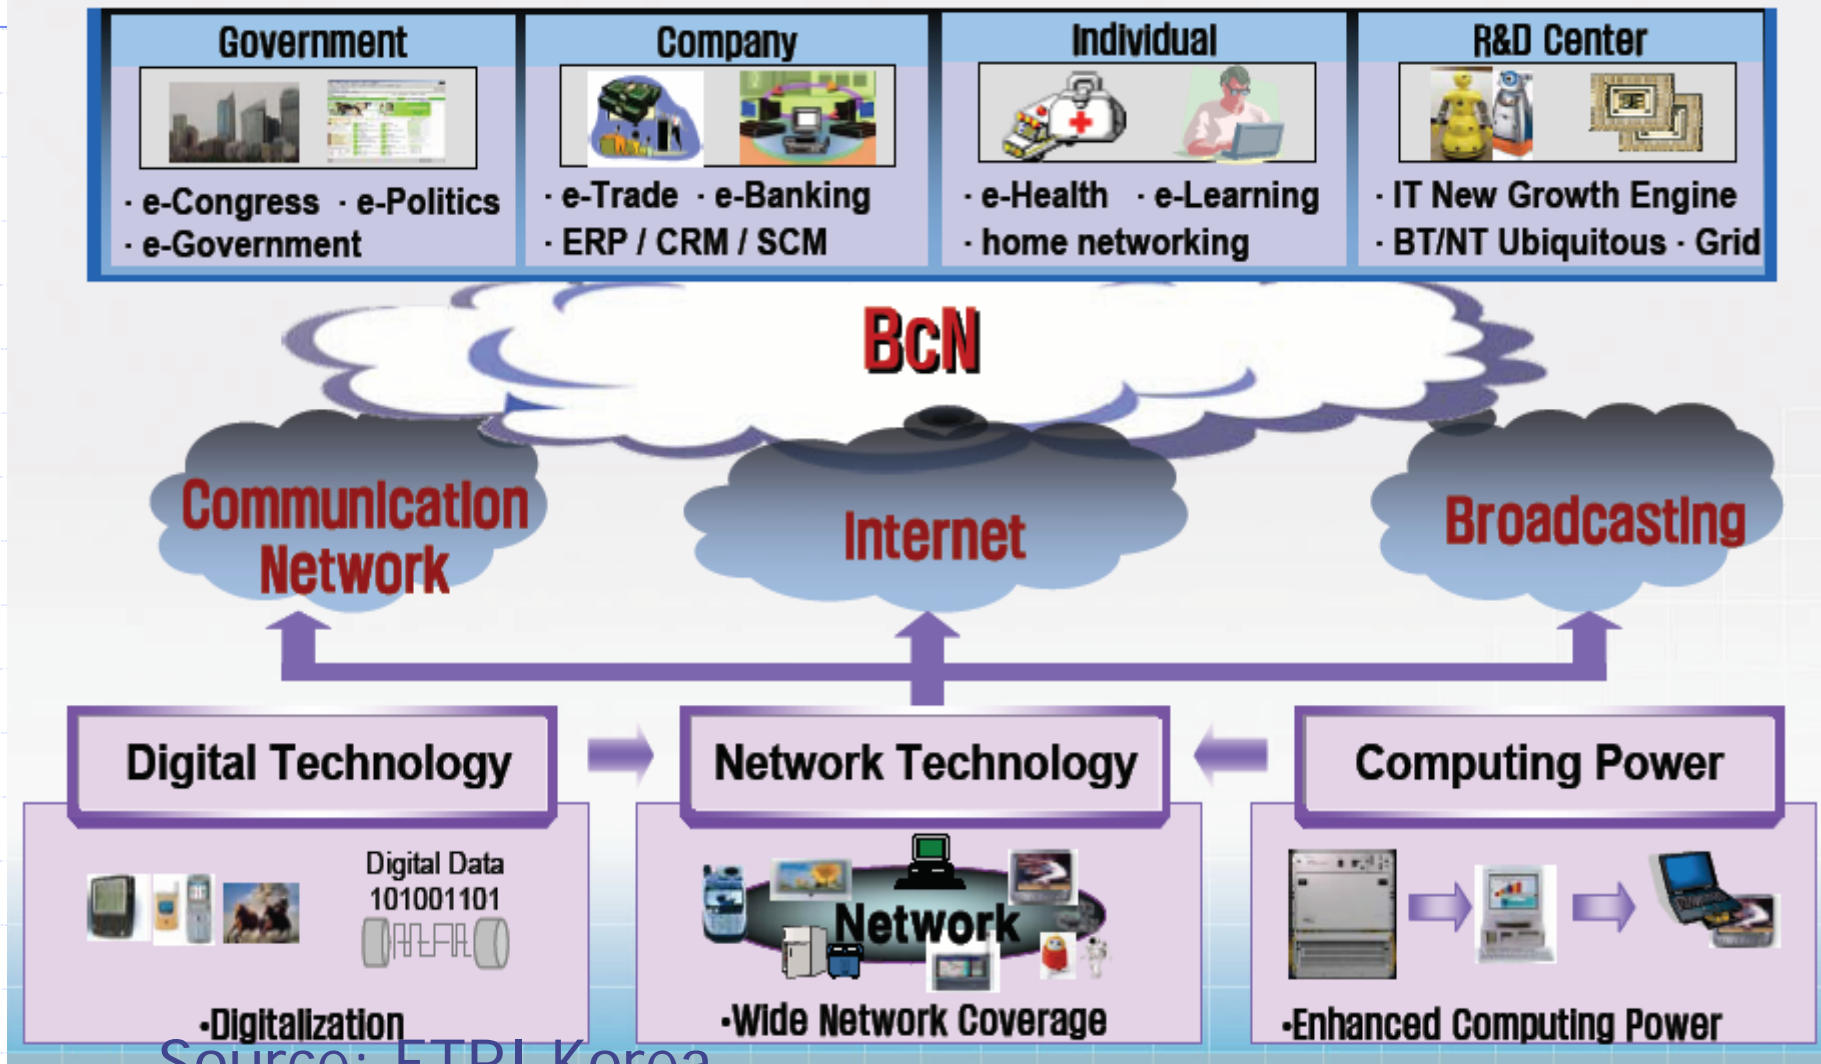 Government
Company
Individual
R&D Center
· e-Congress · e-Politics
· e-Government
· e-Trade · e-Banking
· ERP / CRM / SCM
· e-Health · e-Learning
· home networking
· IT New Growth Engine
· BT/NT Ubiquitous · Grid
BcN
Communication
Network
Internet
Broadcasting
Digital Technology
Network Technology
Computing Power
Digital Data
101001101
Network
•Digitalization
•Wide Network Coverage
•Enhanced Computing Power
Source: ETRI Korea